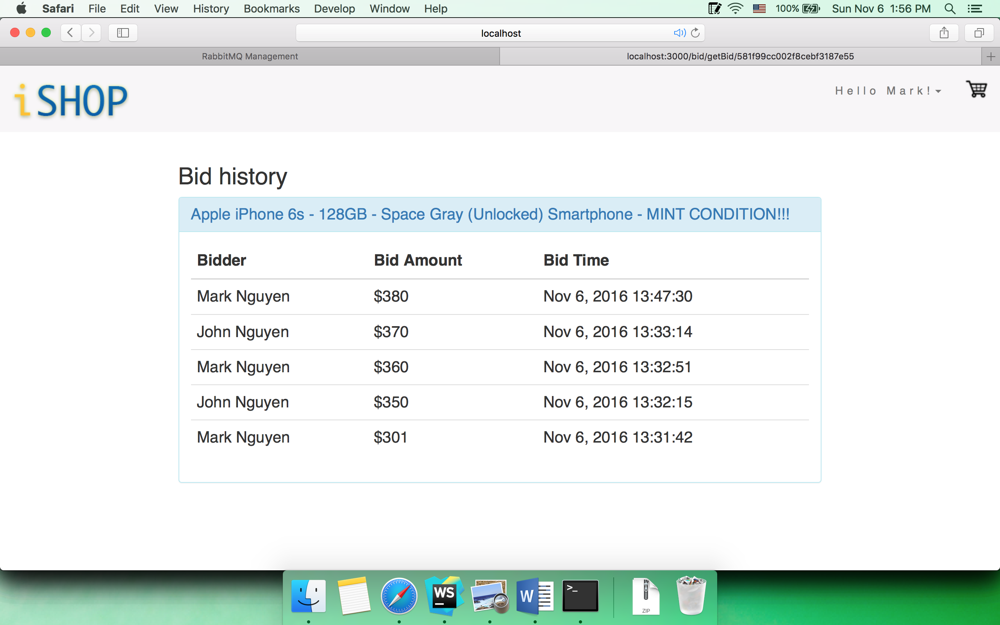 Safari File Edit View History Bookmarks Develop Window Help 100% Sun Nov 6 1:56 PM
localhost
RabbitMQ Management localhost:3000/bid/getBid/581f99cc002f8cebf3187e55
i SHOP Hello Mark!
Bid history
Apple iPhone 6s - 128GB - Space Gray (Unlocked) Smartphone - MINT CONDITION!!!
Bidder Bid Amount Bid Time
Mark Nguyen $380 Nov 6, 2016 13:47:30
John Nguyen $370 Nov 6, 2016 13:33:14
Mark Nguyen $360 Nov 6, 2016 13:32:51
John Nguyen $350 Nov 6, 2016 13:32:15
Mark Nguyen $301 Nov 6, 2016 13:31:42
WS W >_ ZIP